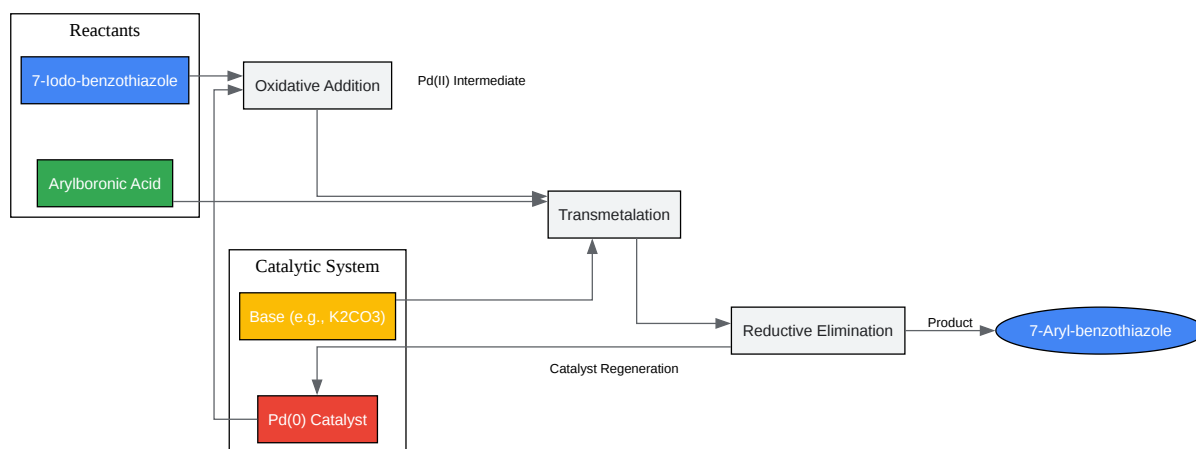 Reactants
7-Iodo-benzothiazole
Oxidative Addition
Pd(II) Intermediate
Arylboronic Acid
Transmetalation
Catalytic System
Base (e.g., K2CO3)
Reductive Elimination
Product
7-Aryl-benzothiazole
Catalyst Regeneration
Pd(0) Catalyst